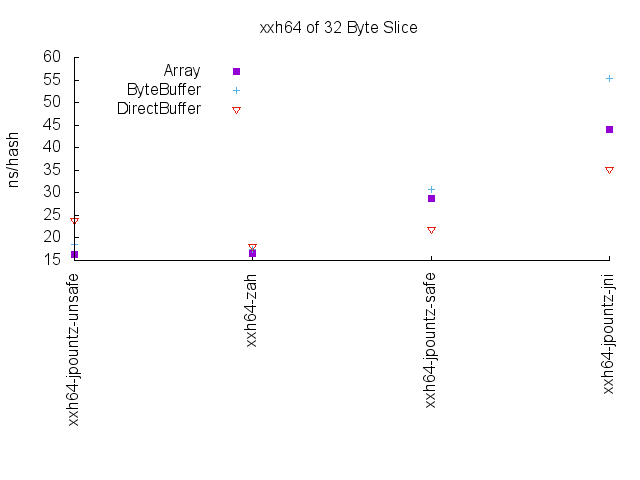 xxh64 of 32 Byte Slice
60
55
50
45
40
35
30
25
20
15
ns/hash
Array
ByteBuffer
DirectBuffer
xxh64-jpountz-unsafe
xxh64-zah
xxh64-jpountz-safe
xxh64-jpountz-jni